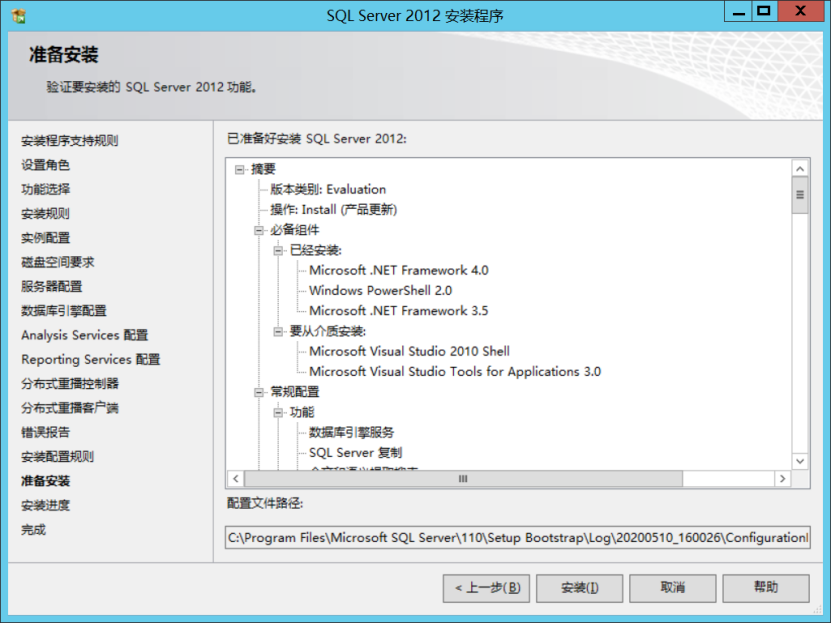 SQL Server 2012 安装程序
准备安装
验证要安装的 SQL Server 2012 功能。
安装程序支持规则
设置角色
功能选择
安装规则
实例配置
磁盘空间要求
服务器配置
数据库引擎配置
Analysis Services 配置
Reporting Services 配置
分布式重播控制器
分布式重播客户端
错误报告
安装配置规则
准备安装
安装进度
完成
已准备好安装 SQL Server 2012:
摘要
版本类别: Evaluation
操作: Install (产品更新)
必备组件
已经安装:
Microsoft .NET Framework 4.0
Windows PowerShell 2.0
Microsoft .NET Framework 3.5
要从介质安装:
Microsoft Visual Studio 2010 Shell
Microsoft Visual Studio Tools for Applications 3.0
常规配置
功能
数据库引擎服务
SQL Server 复制
配置文件路径:
C:\Program Files\Microsoft SQL Server\110\Setup Bootstrap\Log\20200510_160026\Configuration
< 上一步(B)
安装(I)
取消
帮助